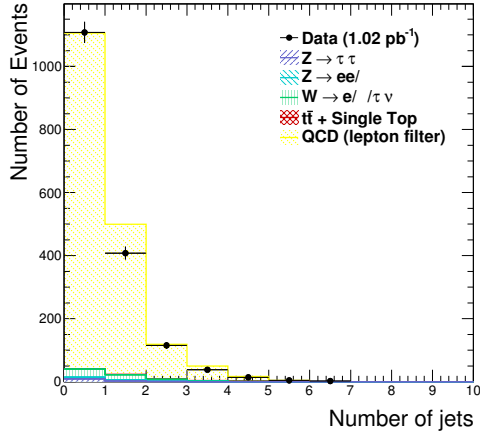 Number of Events
1000
800
600
400
200
0
Data (1.02 pb⁻¹)
Z → τ τ
Z → ee/
W → e/ /τ ν
tt̄ + Single Top
QCD (lepton filter)
0 1 2 3 4 5 6 7 8 9 10
Number of jets